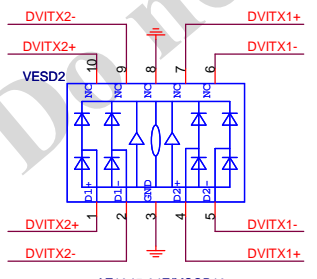 DVITX2- DVITX1+
DVITX2+ DVITX1-
VESD2
10 9 8 7 6
NC NC NC NC NC
D1+ D1- GND D2+ D2-
1 2 3 4 5
DVITX2+ DVITX1-
DVITX2- DVITX1+